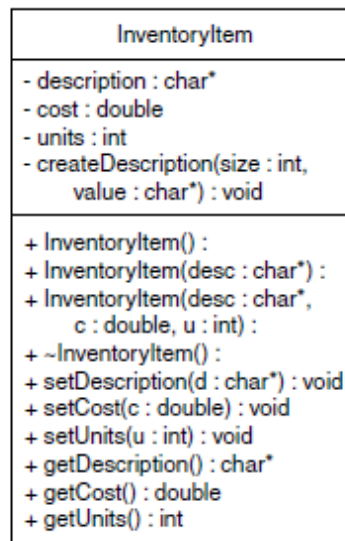 InventoryItem
- description : char*
- cost : double
- units : int
- createDescription(size : int,
value : char*) : void
+ InventoryItem() :
+ InventoryItem(desc : char*) :
+ InventoryItem(desc : char*,
c : double, u : int) :
+ ~InventoryItem() :
+ setDescription(d : char*) : void
+ setCost(c : double) : void
+ setUnits(u : int) : void
+ getDescription() : char*
+ getCost() : double
+ getUnits() : int